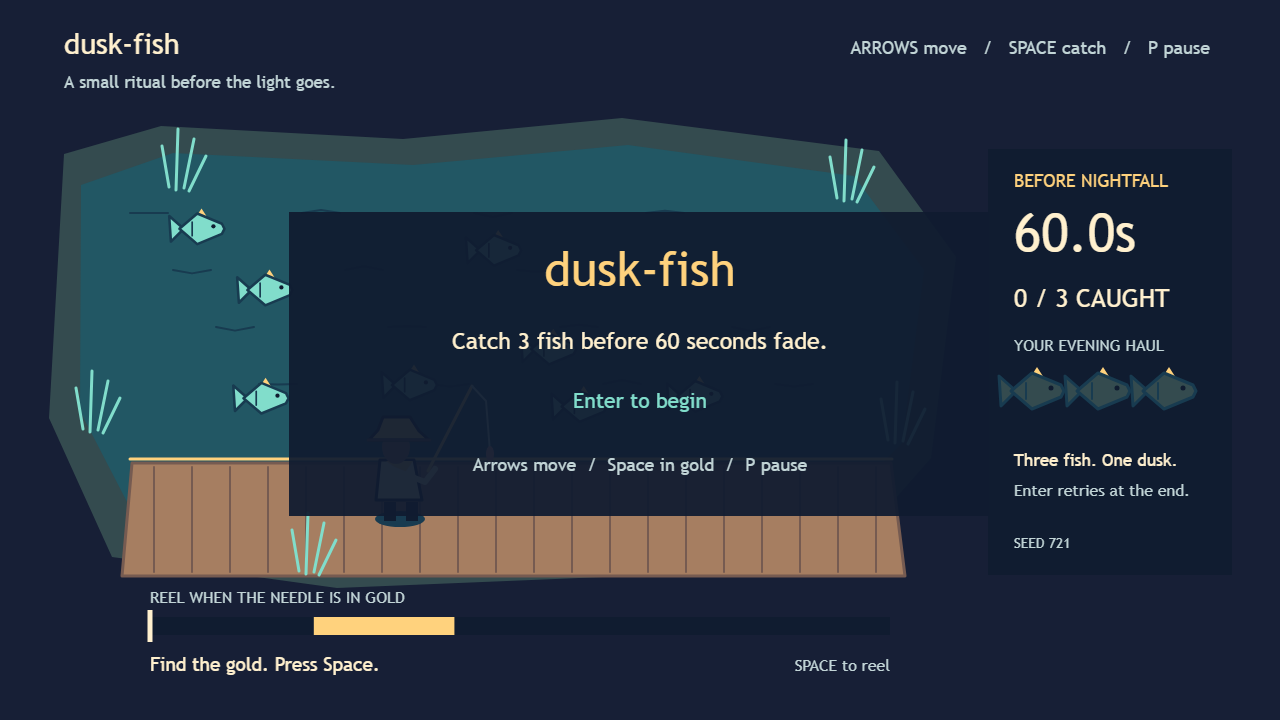 dusk-fish
A small ritual before the light goes.
ARROWS move / SPACE catch / P pause
BEFORE NIGHTFALL
60.0s
0 / 3 CAUGHT
YOUR EVENING HAUL
Three fish. One dusk.
Enter retries at the end.
SEED 721
dusk-fish
Catch 3 fish before 60 seconds fade.
Enter to begin
Arrows move / Space in gold / P pause
REEL WHEN THE NEEDLE IS IN GOLD
Find the gold. Press Space.
SPACE to reel